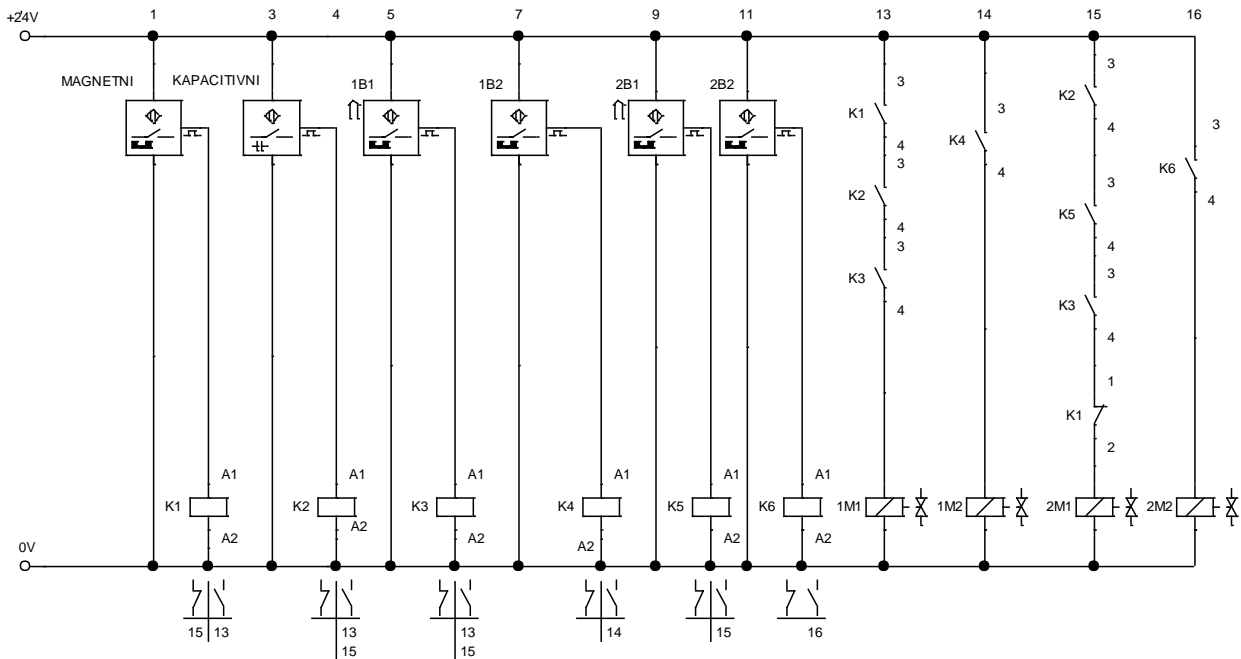 1 3 4 5 7 9 11 13 14 15 16
+24V
MAGNETNI KAPACITIVNI 1B1 1B2 2B1 2B2
3
3
3
3
K1
K4
K2
K6
4
4
4
4
3
3
K2
K5
4
4
3
3
K3
K3
4
4
1
K1
2
A1 A1 A1 A1 A1 A1
K1 K2 K3 K4 K5 K6 1M1 1M2 2M1 2M2
A2 A2 A2 A2 A2 A2
0V
15 13 13 13 14 15 16
15 15